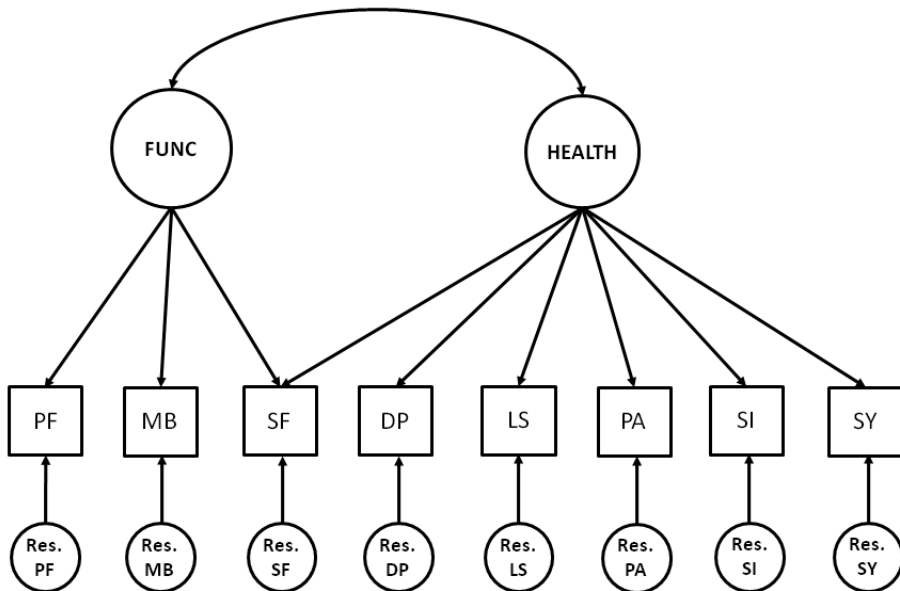 FUNC
HEALTH
PF
MB
SF
DP
LS
PA
SI
SY
Res.
PF
Res.
MB
Res.
SF
Res.
DP
Res.
LS
Res.
PA
Res.
SI
Res.
SY